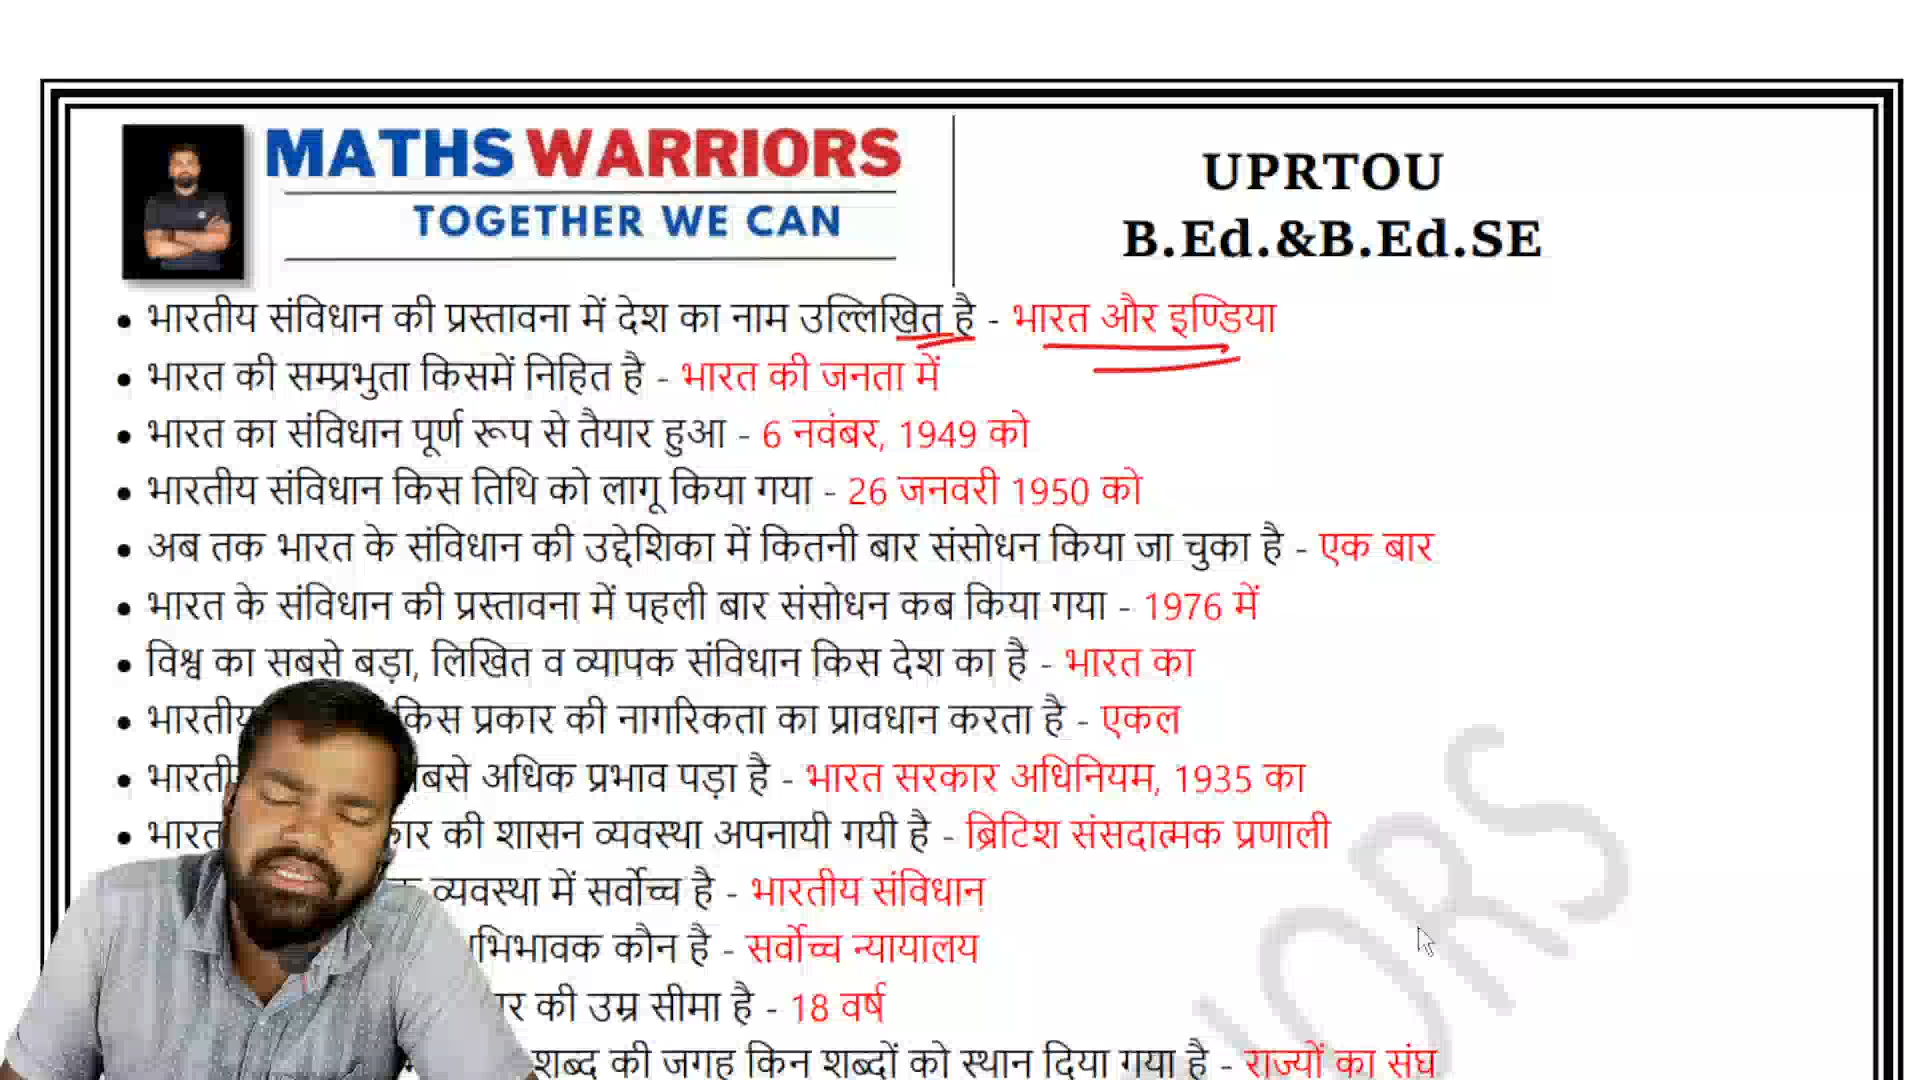 MATHS WARRIORS
TOGETHER WE CAN
UPRTOU
B.Ed.&B.Ed.SE
• भारतीय संविधान की प्रस्तावना में देश का नाम उल्लिखित है - भारत और इण्डिया
• भारत की सम्प्रभुता किसमें निहित है - भारत की जनता में
• भारत का संविधान पूर्ण रूप से तैयार हुआ - 6 नवंबर, 1949 को
• भारतीय संविधान किस तिथि को लागू किया गया - 26 जनवरी 1950 को
• अब तक भारत के संविधान की उद्देशिका में कितनी बार संसोधन किया जा चुका है - एक बार
• भारत के संविधान की प्रस्तावना में पहली बार संसोधन कब किया गया - 1976 में
• विश्व का सबसे बड़ा, लिखित व व्यापक संविधान किस देश का है - भारत का
• भारतीय किस प्रकार की नागरिकता का प्रावधान करता है - एकल
• अधिक प्रभाव पड़ा है - भारत सरकार अधिनियम, 1935 का
• भारत की शासन व्यवस्था अपनायी गयी है - ब्रिटिश संसदात्मक प्रणाली
व्यवस्था में सर्वोच्च है - भारतीय संविधान
कौन है - सर्वोच्च न्यायालय
की उम्र सीमा है - 18 वर्ष
शब्द की जगह किन शब्दों को स्थान दिया गया है - राज्यों का संघ